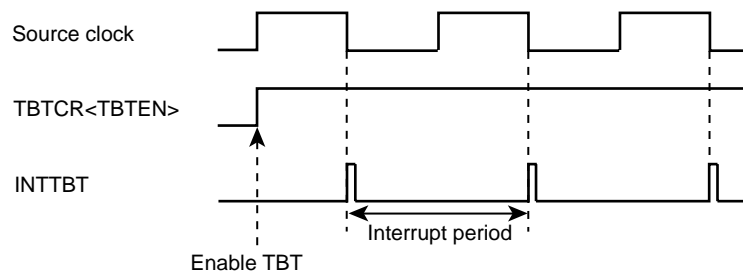 Source clock
TBTCR<TBTEN>
INTTBT
Interrupt period
Enable TBT